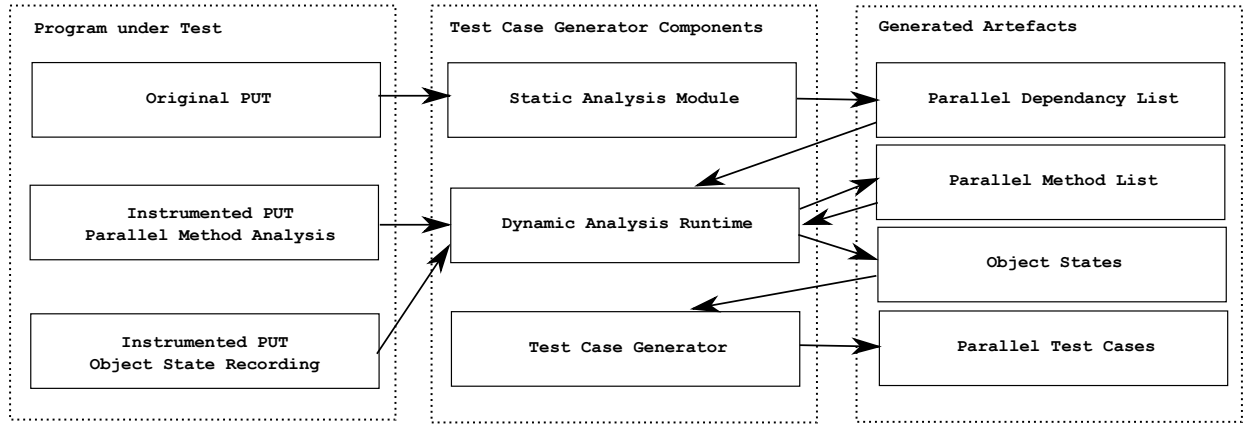 Program under Test
Original PUT
Instrumented PUT
Parallel Method Analysis
Instrumented PUT
Object State Recording
Test Case Generator Components
Static Analysis Module
Dynamic Analysis Runtime
Test Case Generator
Generated Artefacts
Parallel Dependancy List
Parallel Method List
Object States
Parallel Test Cases